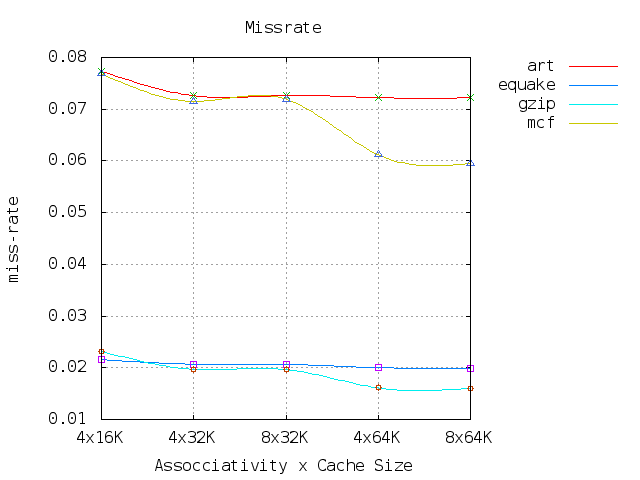 Missrate
0.08
0.07
0.06
0.05
0.04
0.03
0.02
0.01
miss-rate
4x16K 4x32K 8x32K 4x64K 8x64K
Assocciativity x Cache Size
art
equake
gzip
mcf